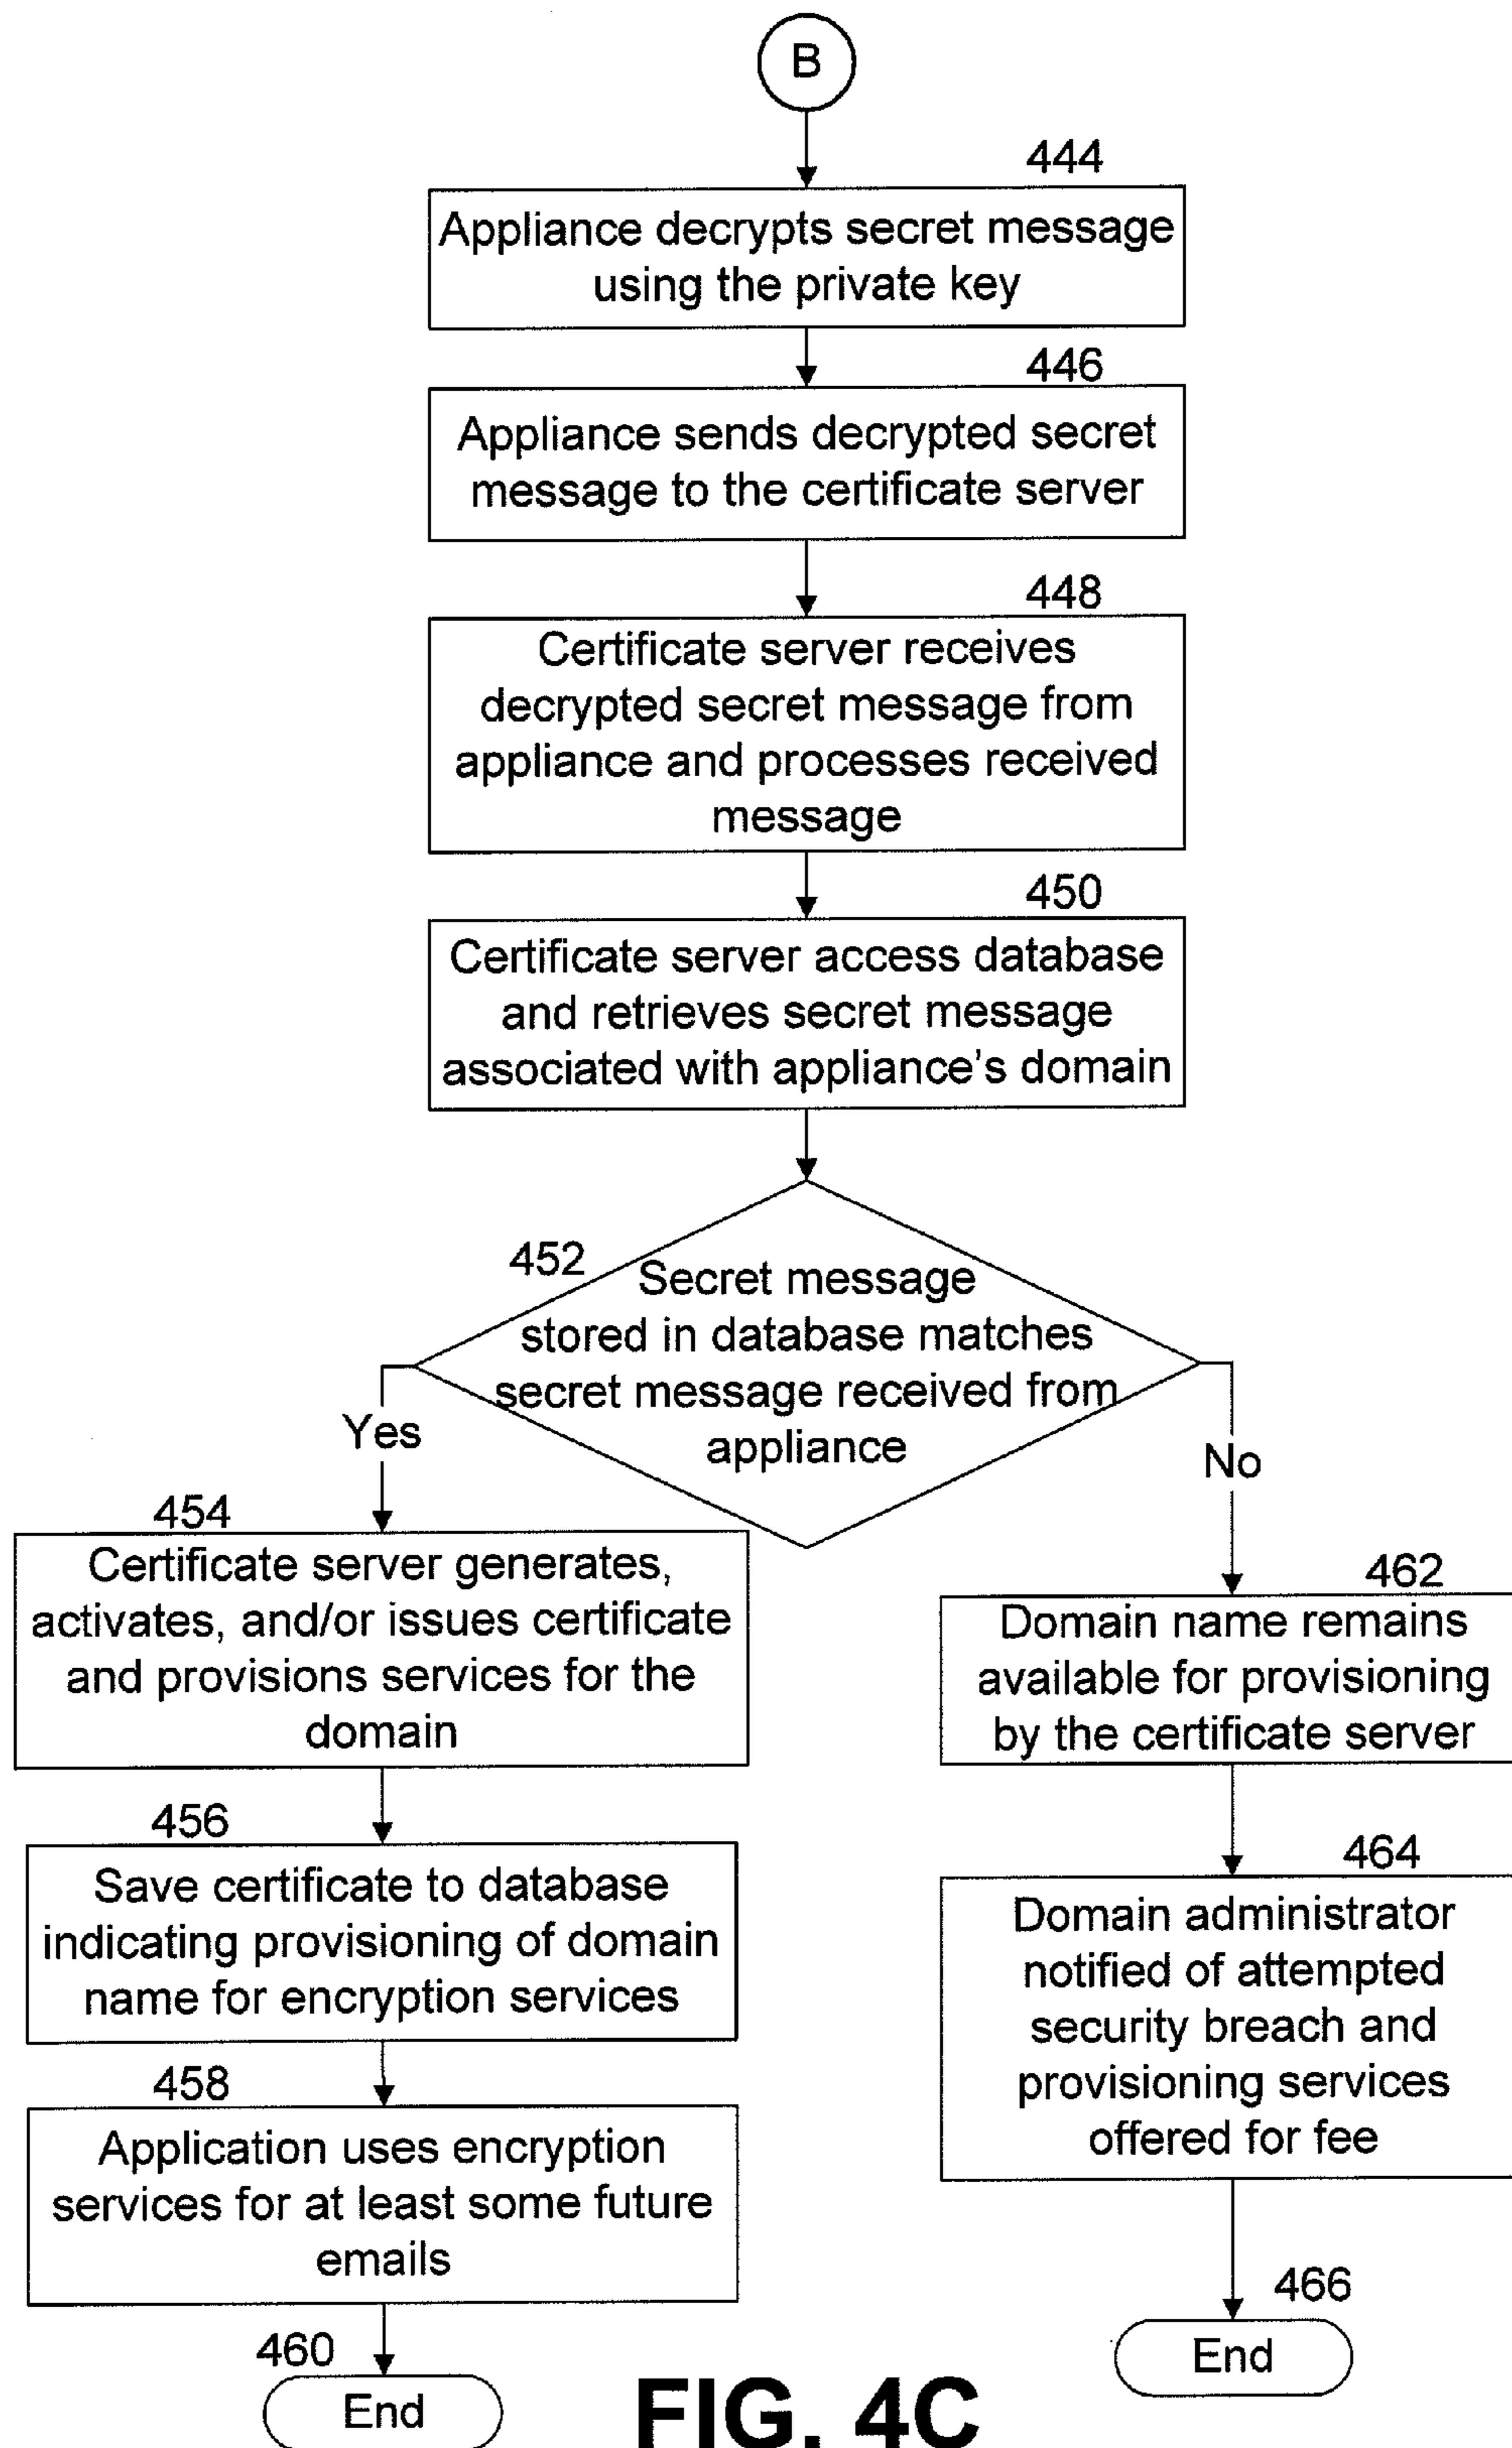 B
444
Appliance decrypts secret message
using the private key
446
Appliance sends decrypted secret
message to the certificate server
448
Certificate server receives
decrypted secret message from
appliance and processes received
message
450
Certificate server access database
and retrieves secret message
associated with appliance's domain
452
Secret message
stored in database matches
secret message received from
appliance
Yes
No
454
Certificate server generates,
activates, and/or issues certificate
and provisions services for the
domain
456
Save certificate to database
indicating provisioning of domain
name for encryption services
458
Application uses encryption
services for at least some future
emails
460
End
462
Domain name remains
available for provisioning
by the certificate server
464
Domain administrator
notified of attempted
security breach and
provisioning services
offered for fee
466
End
FIG. 4C